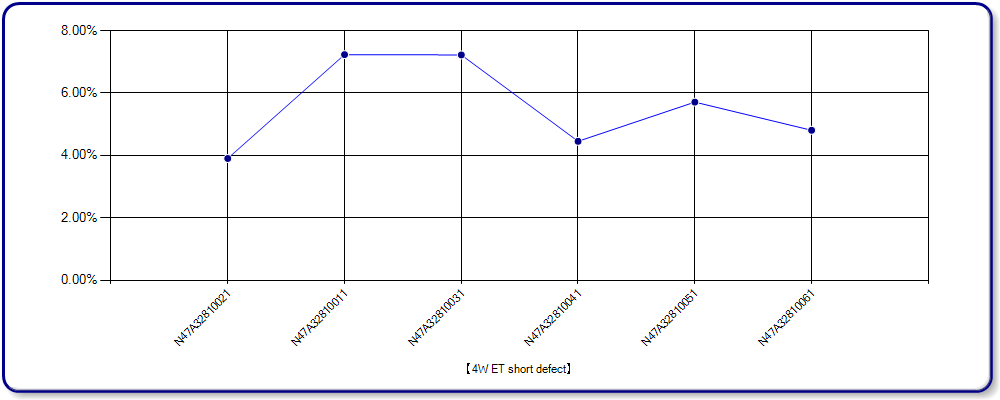 8.00%
6.00%
4.00%
2.00%
0.00%
N47A32810021
N47A32810011
N47A32810031
N47A32810041
N47A32810051
N47A32810061
【4W ET short defect】